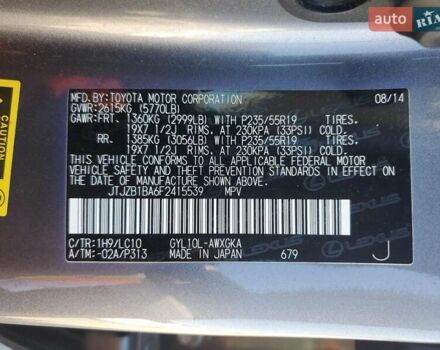 AUTO.RIA
MFD.BY:TOYOTA MOTOR CORPORATION 08/14
GVWR:2615KG (5770LB)
GAWR:FRT. 1360KG (2999LB) WITH P235/55R19 TIRES,
19X7 1/2J RIMS, AT 230KPA (33PSI) COLD.
RR. 1385KG (3056LB) WITH P235/55R19 TIRES,
19X7 1/2J RIMS, AT 230KPA (33PSI) COLD.
THIS VEHICLE CONFORMS TO ALL APPLICABLE FEDERAL MOTOR
VEHICLE SAFETY AND THEFT PREVENTION STANDARDS IN EFFECT
ON THE DATE OF MANUFACTURE SHOWN ABOVE.
JTJZB1BA6F2415539 MPV
C/TR:1H9/LC10 GYL10L-AWXGKA
A/TM:-02A/P313 MADE IN JAPAN 679 J
CAUTION